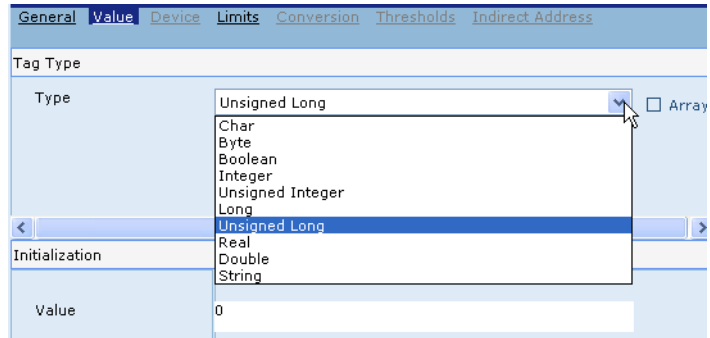 General Value Device Limits Conversion Thresholds Indirect Address
Tag Type
Type Unsigned Long Array
Char
Byte
Boolean
Integer
Unsigned Integer
Long
Unsigned Long
Real
Double
String
Initialization
Value 0